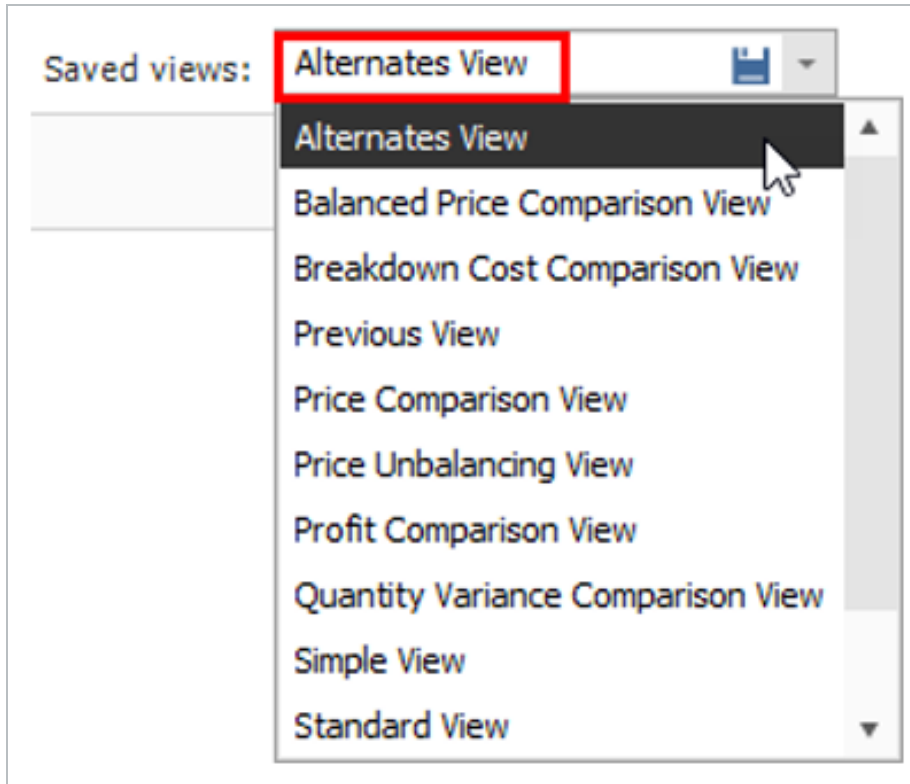 Saved views: Alternates View
Alternates View
Balanced Price Comparison View
Breakdown Cost Comparison View
Previous View
Price Comparison View
Price Unbalancing View
Profit Comparison View
Quantity Variance Comparison View
Simple View
Standard View